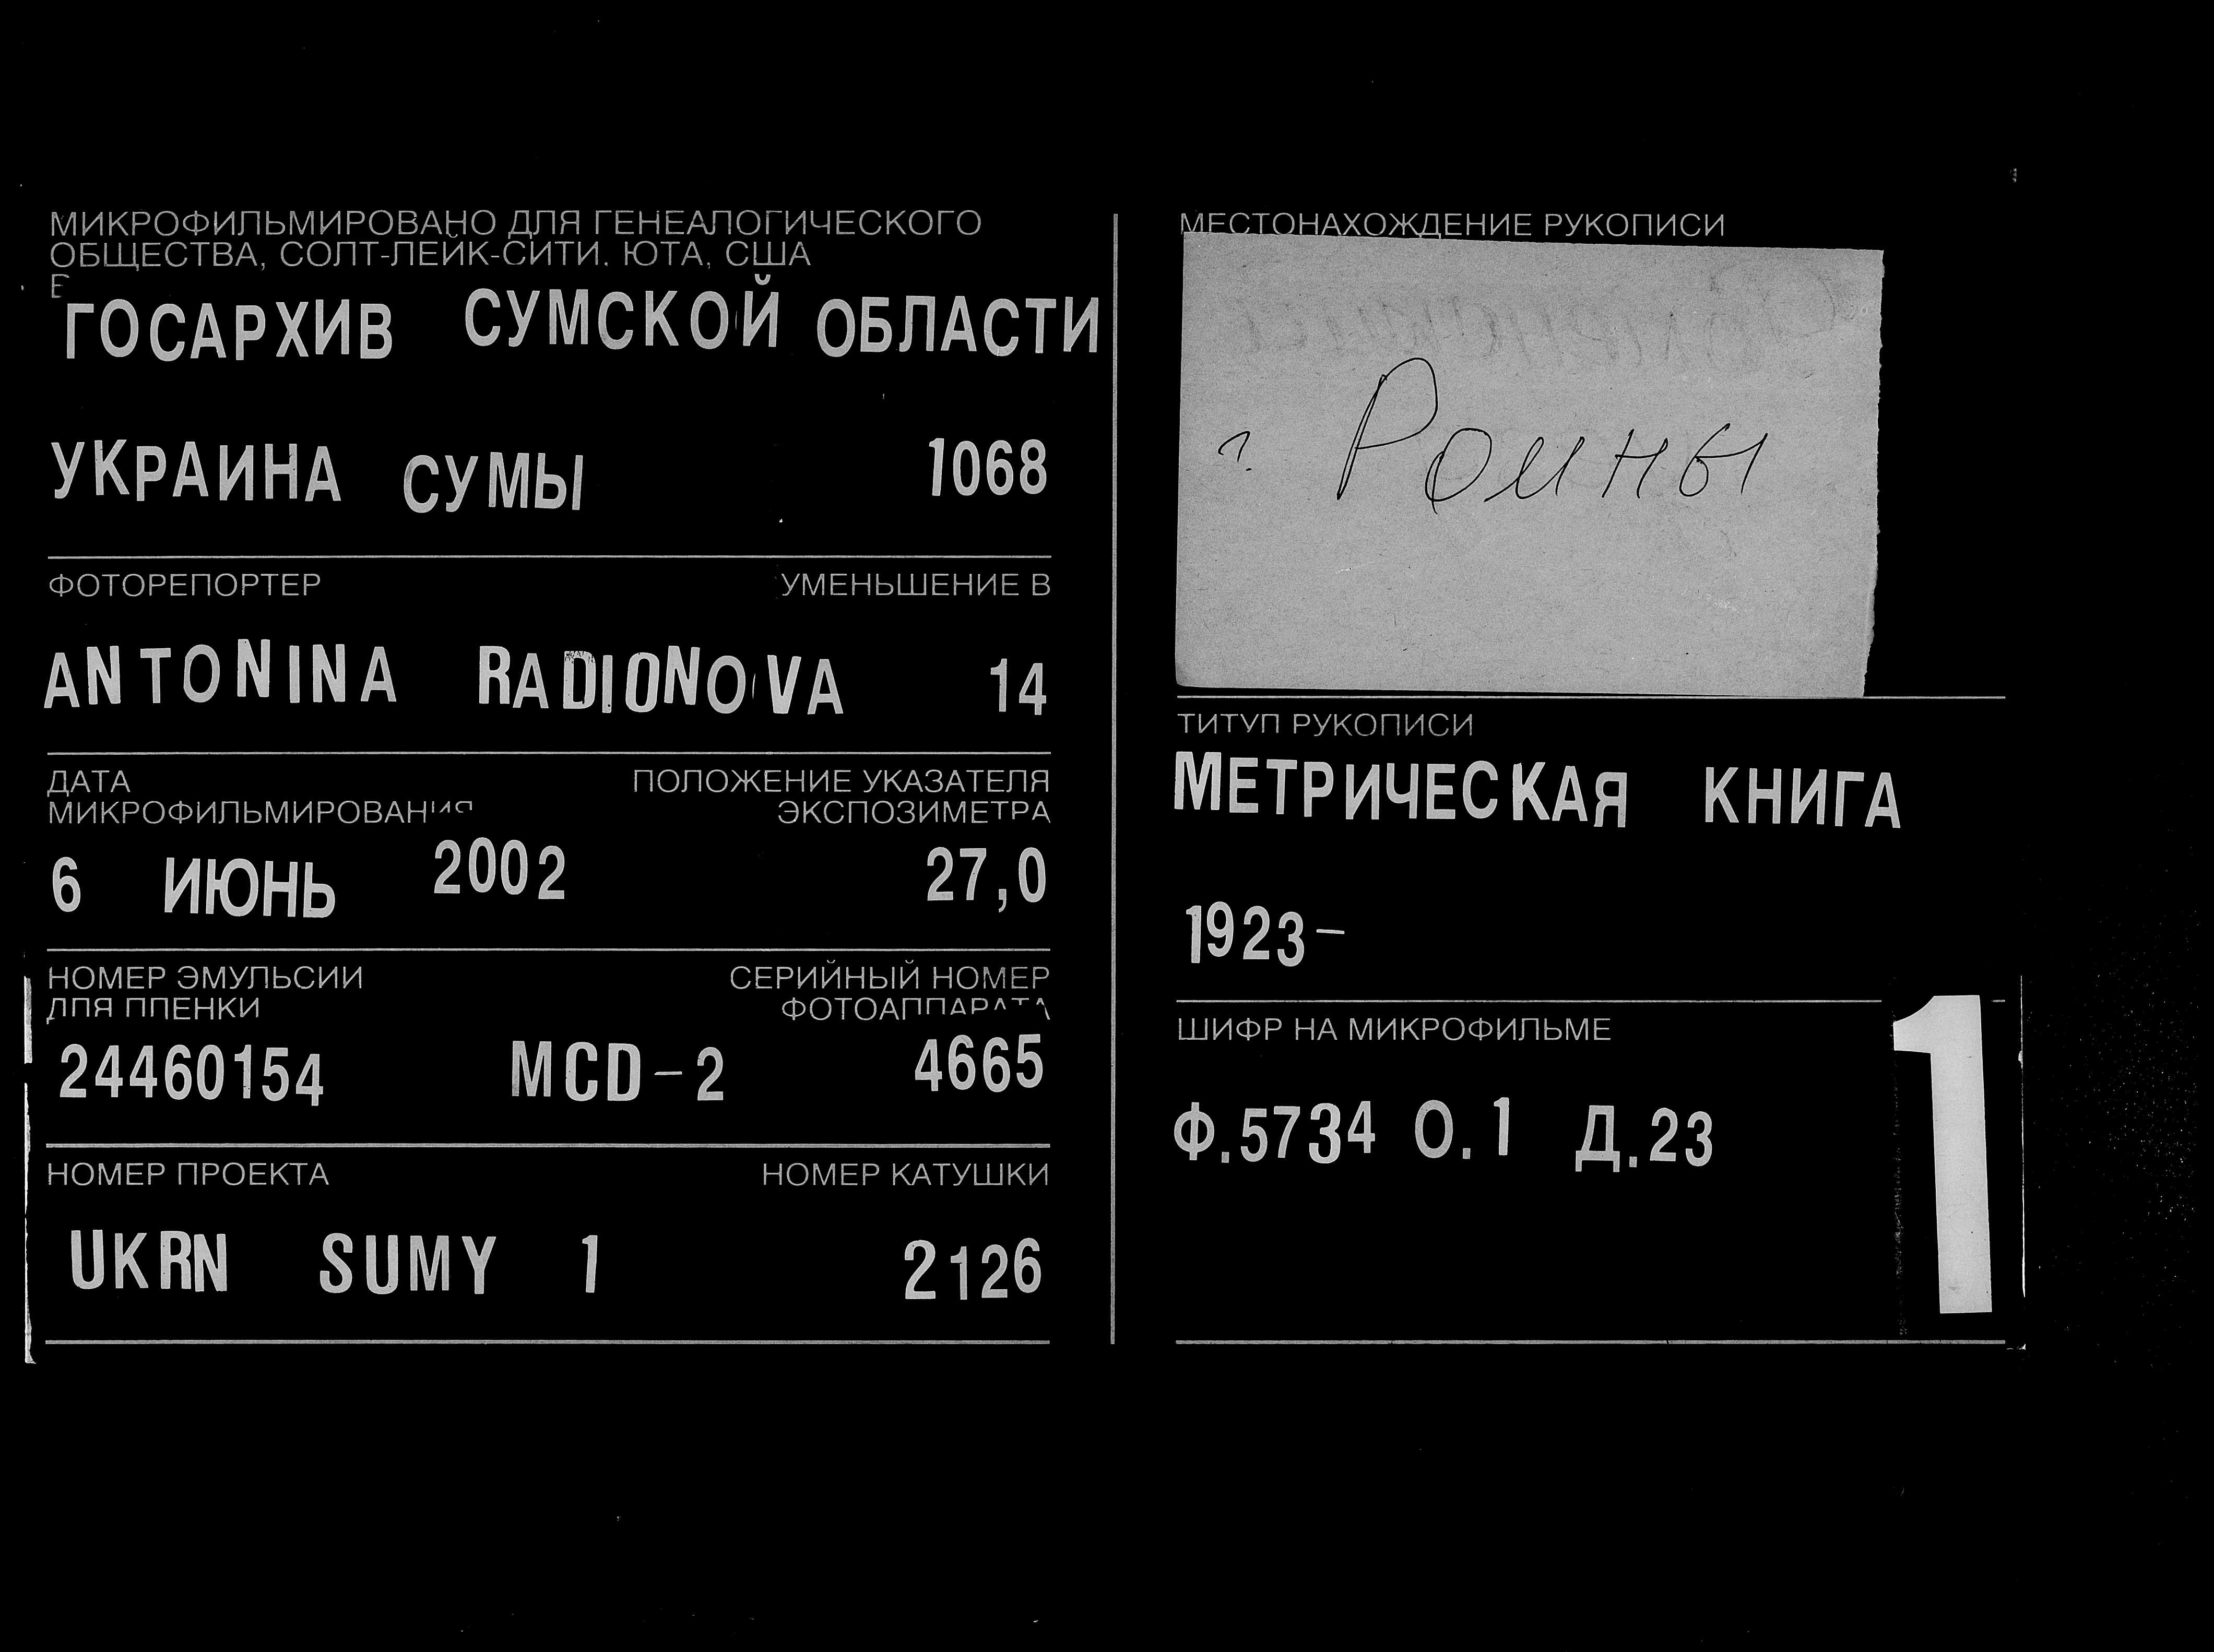 МИКРОФИЛЬМИРОВАНО ДЛЯ ГЕНЕАЛОГИЧЕСКОГО
ОБЩЕСТВА, СОЛТ-ЛЕЙК-СИТИ. ЮТА, США
В
ГОСАРХИВ СУМСКОЙ ОБЛАСТИ
УКРАИНА СУМЫ 1068
ФОТОРЕПОРТЕР УМЕНЬШЕНИЕ В
ANTONINA RADIONOVA 14
ДАТА ПОЛОЖЕНИЕ УКАЗАТЕЛЯ
МИКРОФИЛЬМИРОВАНИЯ ЭКСПОЗИМЕТРА
6 ИЮНЬ 2002 27,0
НОМЕР ЭМУЛЬСИИ СЕРИЙНЫЙ НОМЕР
ДЛЯ ПЛЕНКИ ФОТОАППАРАТА
24460154 MCD-2 4665
НОМЕР ПРОЕКТА НОМЕР КАТУШКИ
UKRN SUMY 1 2126
МЕСТОНАХОЖДЕНИЕ РУКОПИСИ
г. Ромны
ТИТУЛ РУКОПИСИ
МЕТРИЧЕСКАЯ КНИГА
1923-
ШИФР НА МИКРОФИЛЬМЕ
Ф.5734 О.1 Д.23
1